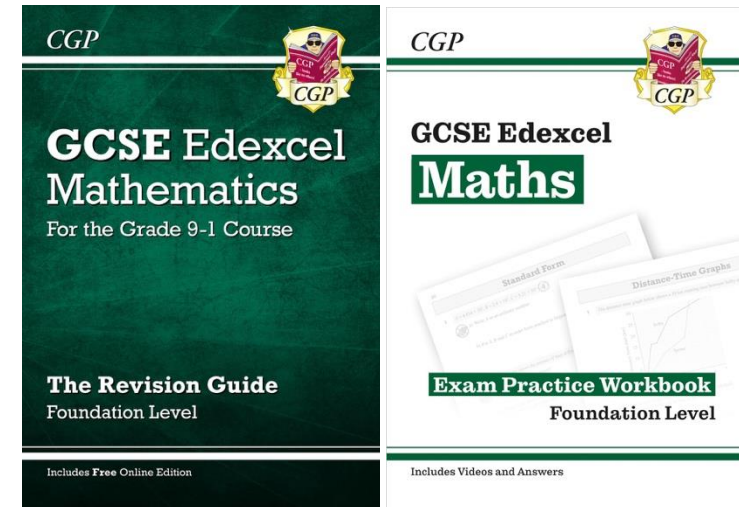 CGP
CGP
CGP
GCSE Edexcel
Mathematics
For the Grade 9-1 Course
The Revision Guide
Foundation Level
Includes Free Online Edition
CGP
CGP
CGP
GCSE Edexcel
Maths
Standard Form
Distance-Time Graphs
Exam Practice Workbook
Foundation Level
Includes Videos and Answers